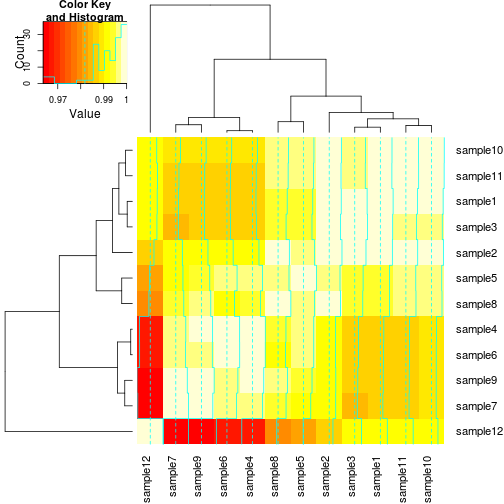 Color Key
and Histogram
Count
0 10 30
0.97 0.99 1
Value
sample10
sample11
sample1
sample3
sample2
sample5
sample8
sample4
sample6
sample9
sample7
sample12
sample12 sample7 sample9 sample6 sample4 sample8 sample5 sample2 sample3 sample1 sample11 sample10